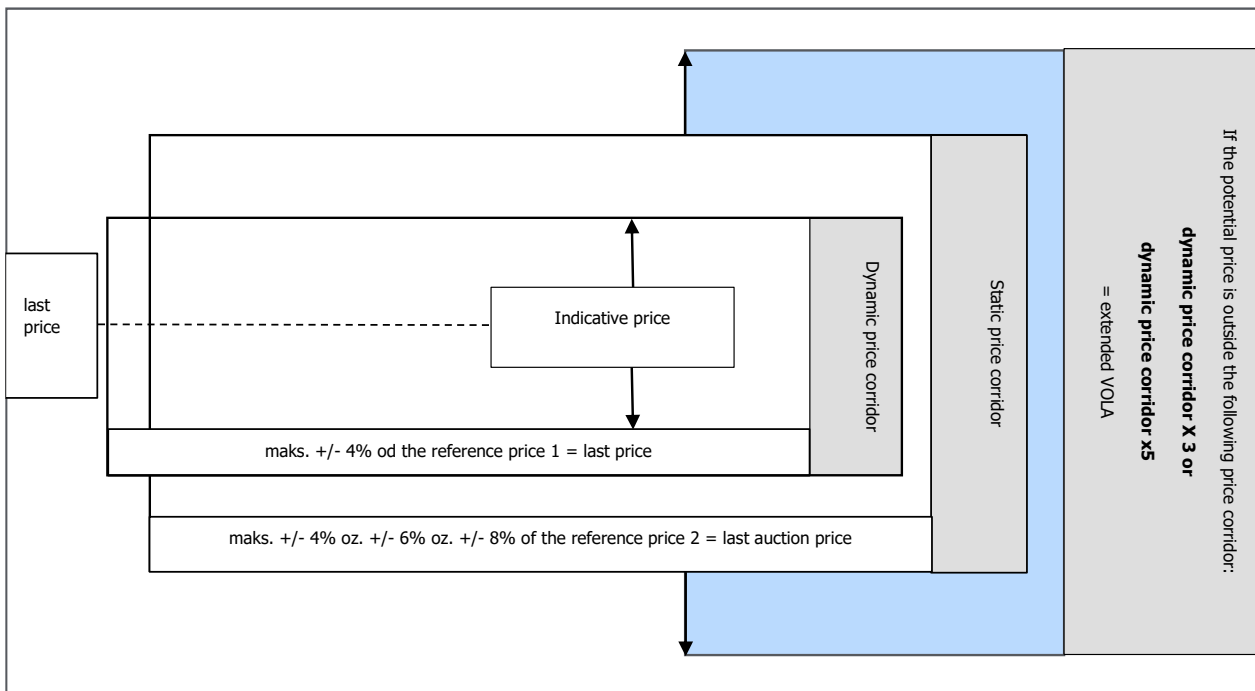 last
price
Indicative price
maks. +/- 4% od the reference price 1 = last price
maks. +/- 4% oz. +/- 6% oz. +/- 8% of the reference price 2 = last auction price
Dynamic price corridor
Static price corridor
If the potential price is outside the following price corridor:
dynamic price corridor X 3 or
dynamic price corridor x5
= extended VOLA